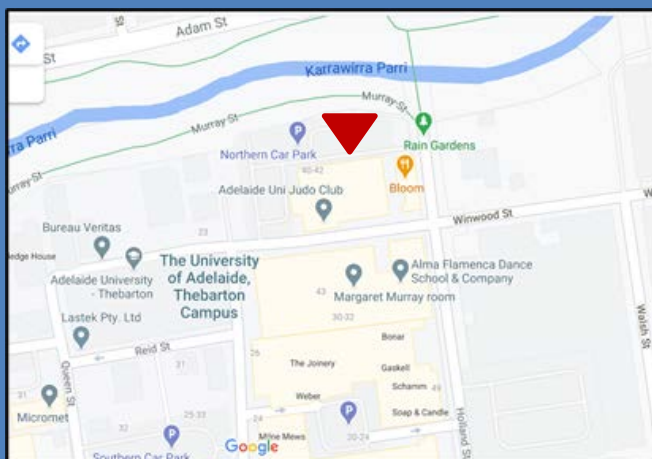 St
Adam St
St
Karrawirra Parri
Murray St
Murray St
rra Parri
Murray St
Northern Car Park
Rain Gardens
40-42
Bloom
Adelaide Uni Judo Club
Winwood St
W
Bureau Veritas
23
edge House
The University
of Adelaide,
Thebarton
Campus
Adelaide University
- Thebarton
Alma Flamenca Dance
School & Company
43
Margaret Murray room
Lastek Pty. Ltd
30-32
Walsh St
Reid St
26
Bonar
The Joinery
31
Gaskell
Queen St
Weber
Schamm
49
31
Micromet
25-33
32
24
Soap & Candle
Holland St
Milne Mews
20-24
Southern Car Park
Google